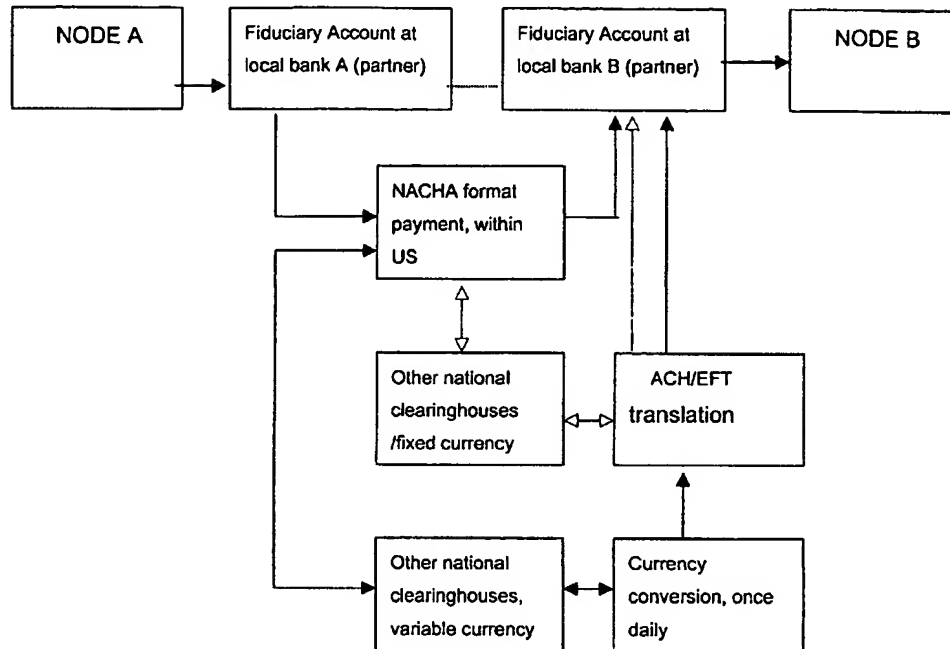 NODE A
Fiduciary Account at
local bank A (partner)
Fiduciary Account at
local bank B (partner)
NODE B
NACHA format
payment, within
US
Other national
clearinghouses
/fixed currency
ACH/EFT
translation
Other national
clearinghouses,
variable currency
Currency
conversion, once
daily